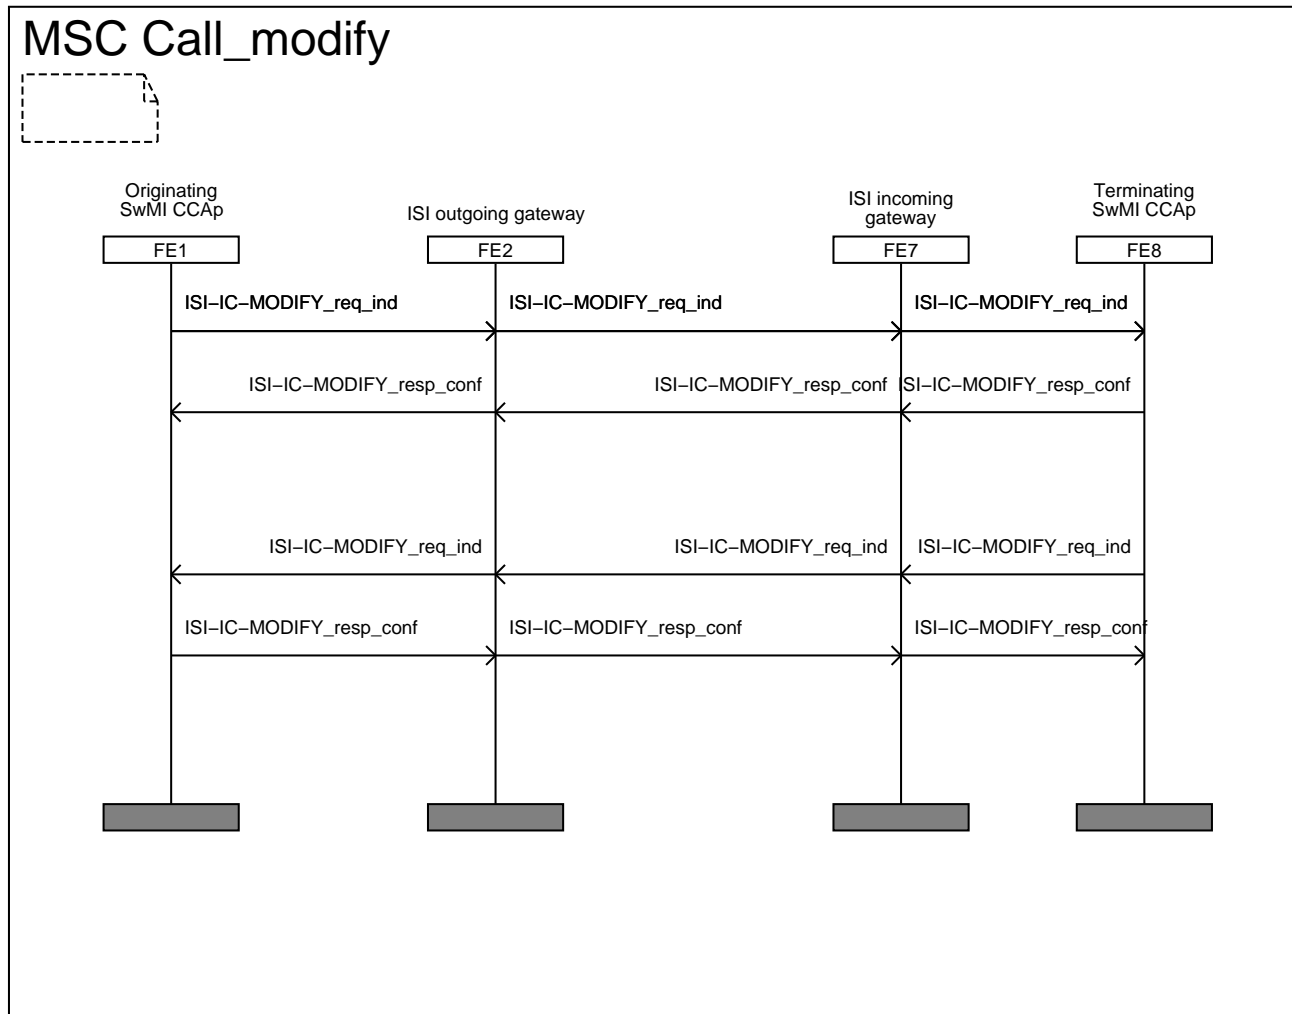 MSC Call_modify
Originating
SwMI CCAp
ISI outgoing gateway
ISI incoming
gateway
Terminating
SwMI CCAp
FE1
FE2
FE7
FE8
ISI−IC−MODIFY_req_ind
ISI−IC−MODIFY_req_ind
ISI−IC−MODIFY_req_ind
ISI−IC−MODIFY_resp_conf
ISI−IC−MODIFY_resp_conf
ISI−IC−MODIFY_resp_conf
ISI−IC−MODIFY_req_ind
ISI−IC−MODIFY_req_ind
ISI−IC−MODIFY_req_ind
ISI−IC−MODIFY_resp_conf
ISI−IC−MODIFY_resp_conf
ISI−IC−MODIFY_resp_conf